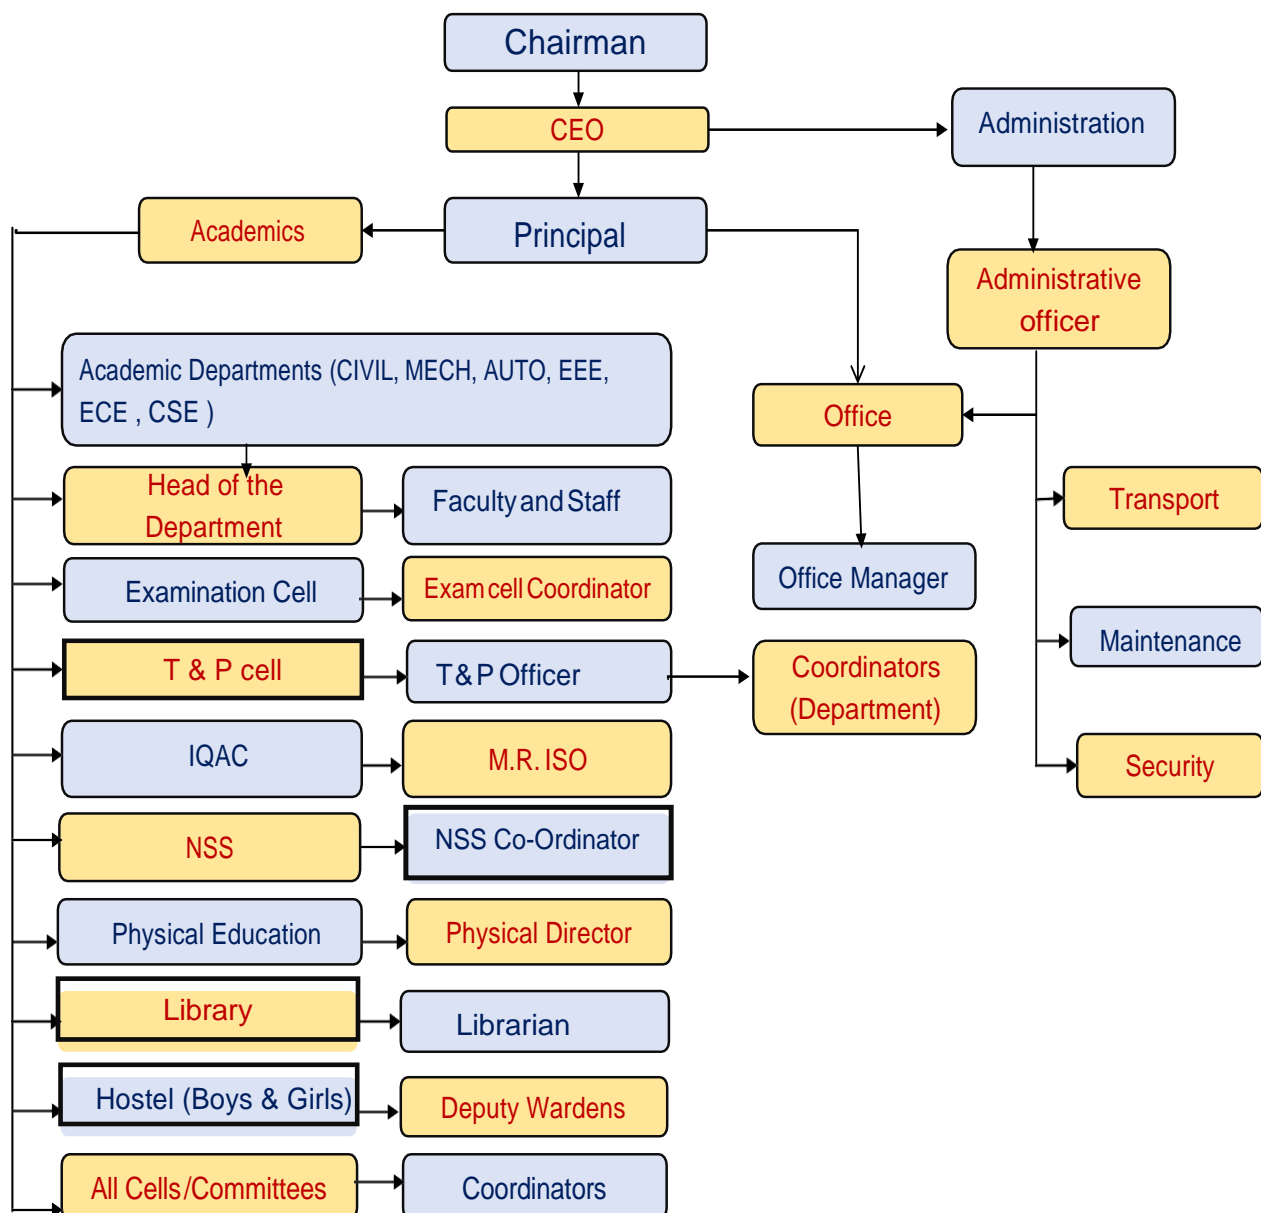 Chairman
CEO
Administration
Academics
Principal
Administrative
officer
Academic Departments (CIVIL, MECH, AUTO, EEE,
ECE , CSE )
Office
Head of the
Department
Faculty and Staff
Transport
Examination Cell
Exam cell Coordinator
Office Manager
T & P cell
T & P Officer
Coordinators
(Department)
Maintenance
IQAC
M.R. ISO
Security
NSS
NSS Co-Ordinator
Physical Education
Physical Director
Library
Librarian
Hostel (Boys & Girls)
Deputy Wardens
All Cells/Committees
Coordinators